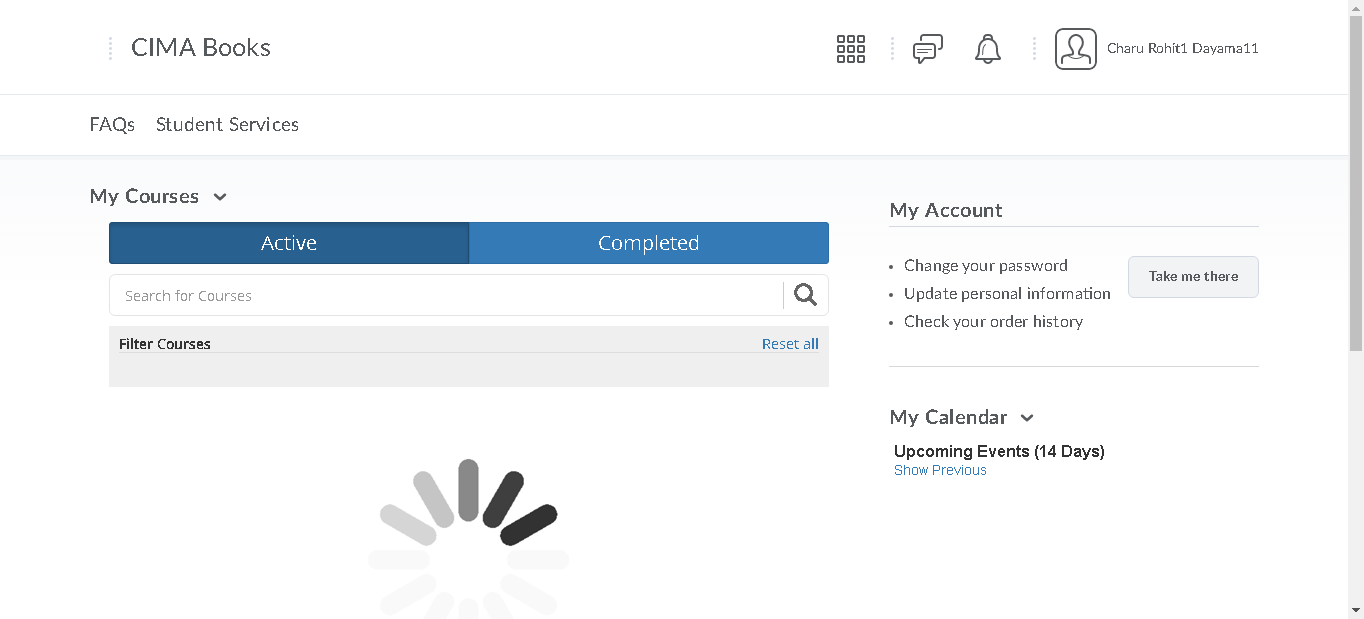 CIMA Books
Charu Rohit1 Dayama11
FAQs Student Services
My Courses
Active Completed
Search for Courses
Filter Courses Reset all
My Account
• Change your password
• Update personal information
• Check your order history
Take me there
My Calendar
Upcoming Events (14 Days)
Show Previous